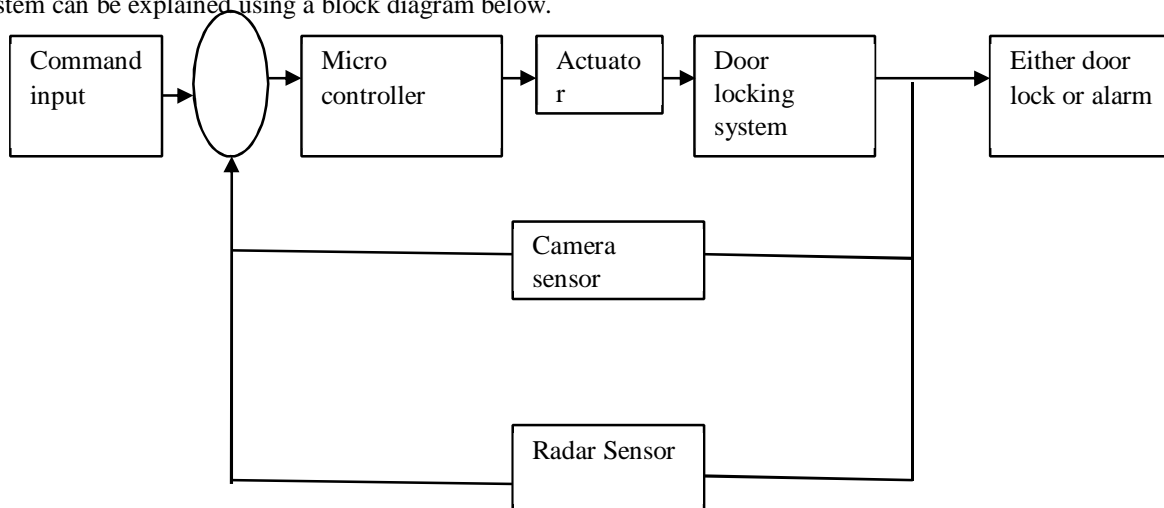 stem can be explained using a block diagram below.
Command
input
Micro
controller
Actuato
r
Door
locking
system
Either door
lock or alarm
Camera
sensor
Radar Sensor